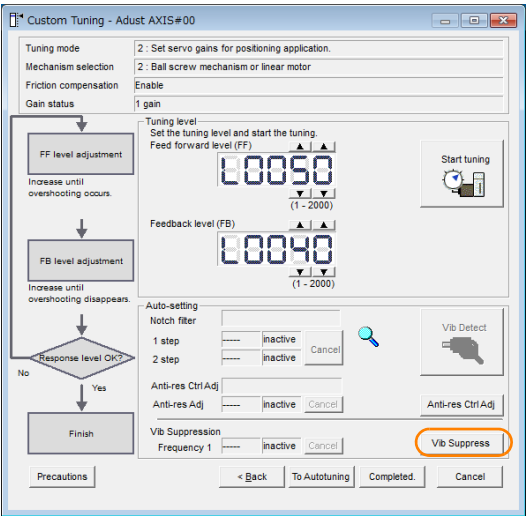 Custom Tuning - Adust AXIS#00
Tuning mode 2 : Set servo gains for positioning application.
Mechanism selection 2 : Ball screw mechanism or linear motor
Friction compensation Enable
Gain status 1 gain
FF level adjustment
Increase until
overshooting occurs.
FB level adjustment
Increase until
overshooting disappears.
Response level OK?
No
Yes
Finish
Tuning level
Set the tuning level and start the tuning.
Feed forward level (FF)
L0050
(1 - 2000)
Feedback level (FB)
L0040
(1 - 2000)
Start tuning
Auto-setting
Notch filter
1 step ----- inactive
2 step ----- inactive
Cancel
Vib Detect
Anti-res Ctrl Adj
Anti-res Adj ----- inactive Cancel
Anti-res Ctrl Adj
Vib Suppression
Frequency 1 ----- inactive Cancel
Vib Suppress
Precautions < Back To Autotuning Completed. Cancel